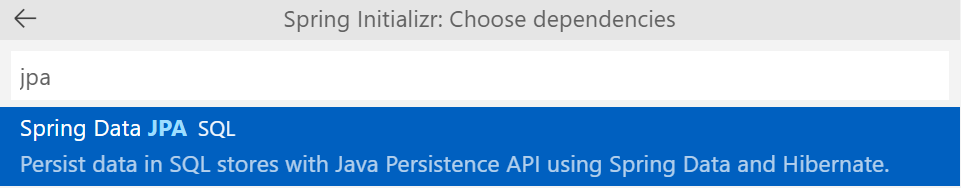 Spring Initializr: Choose dependencies
jpa
Spring Data JPA SQL
Persist data in SQL stores with Java Persistence API using Spring Data and Hibernate.